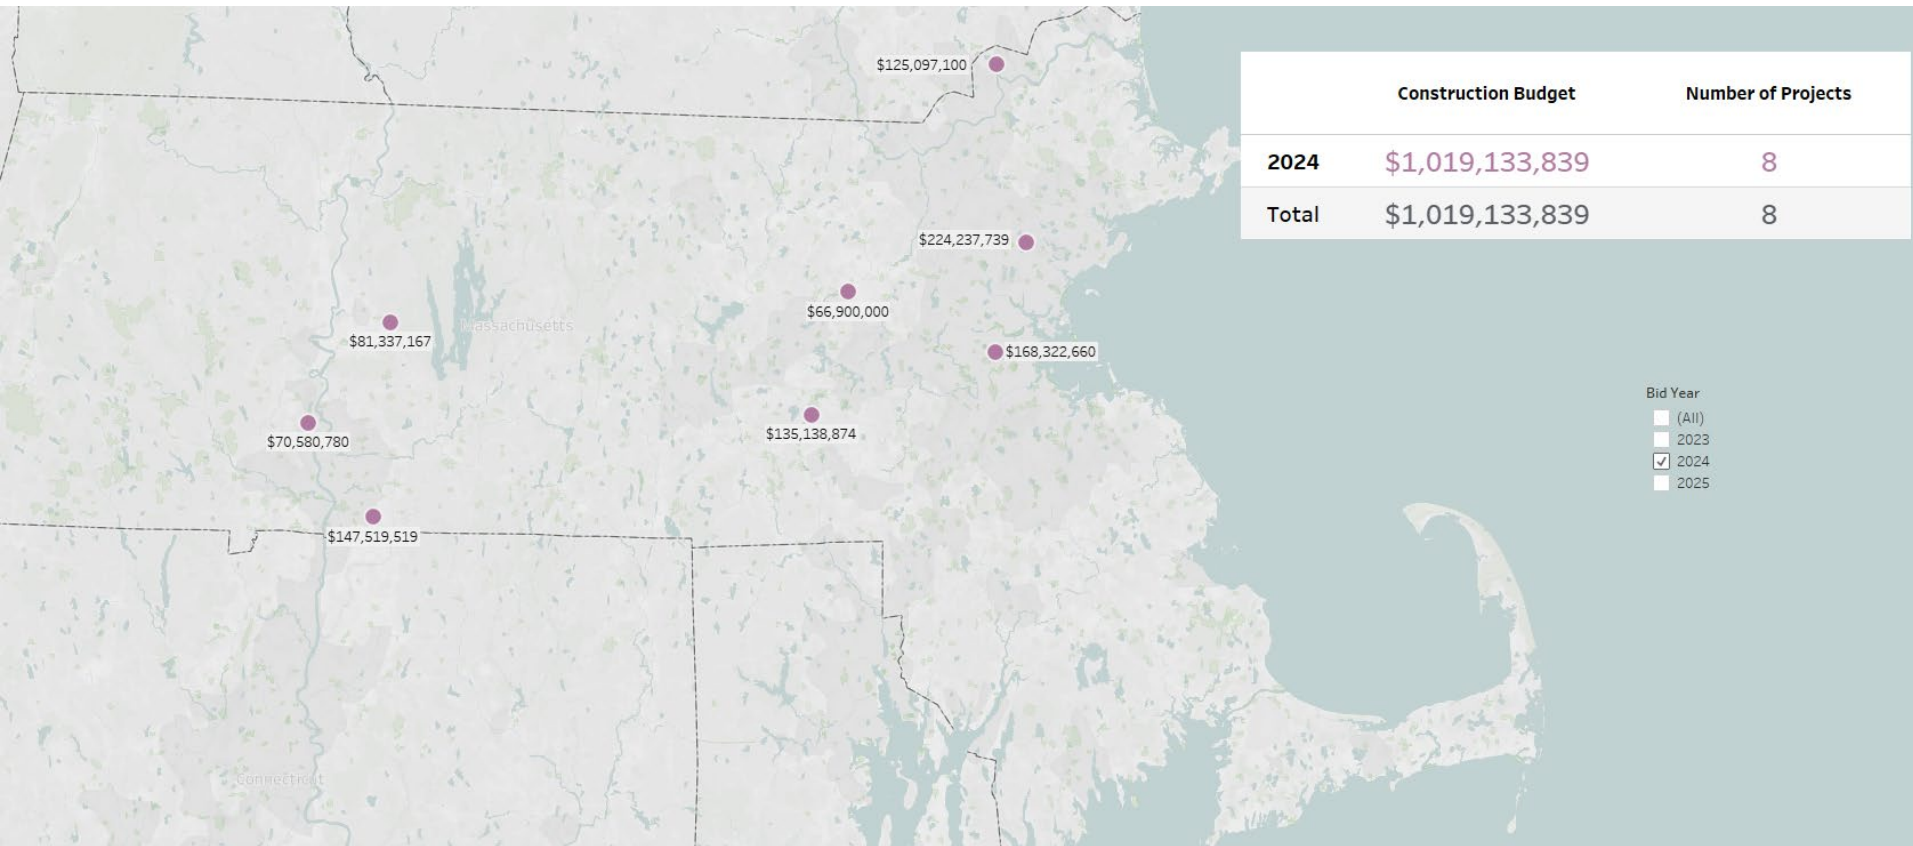 $125,097,100
Construction Budget Number of Projects
2024 $1,019,133,839 8
Total $1,019,133,839 8
$224,237,739
$66,900,000
Massachusetts
$81,337,167
$168,322,660
Bid Year
(All)
2023
2024
2025
$135,138,874
$70,580,780
$147,519,519
Connecticut